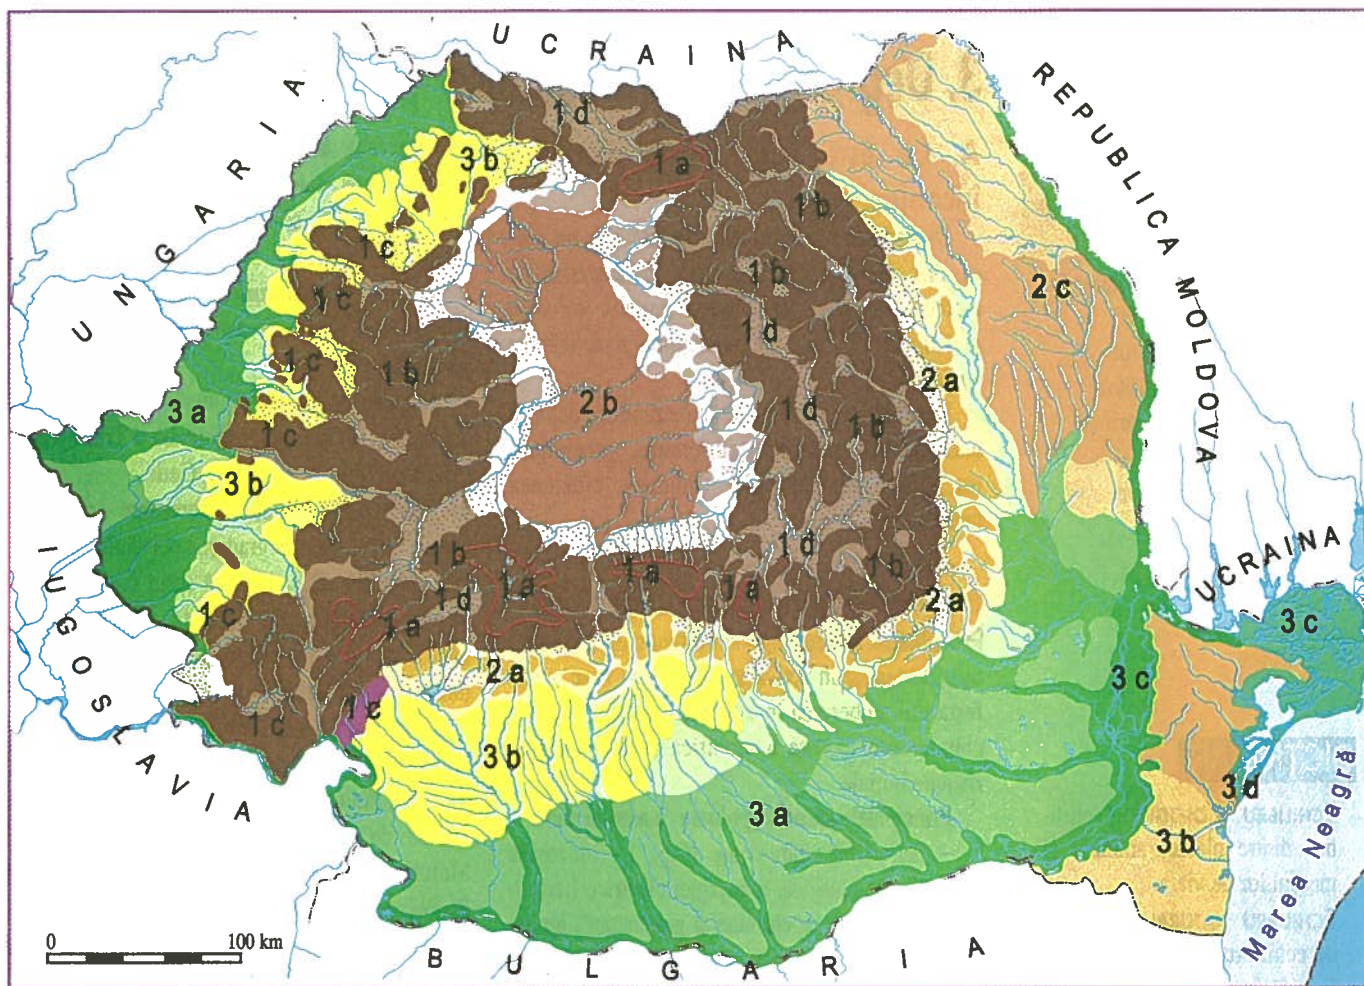 UCRAINA
UNGARIA
REPUBLICA MOLDOVA
1d
3b
1a
1b
1c
1c
1b
2c
1d
1c
1b
2a
3a
2b
1d
1b
1c
3b
1b
1d
1b
1a
1a
1a
1d
2a
1c
1a
UCRAINA
3c
IUGOSLAVIA
2a
3c
1c
1c
3b
3d
3a
3b
Marea Neagră
0 100 km
BULGARIA